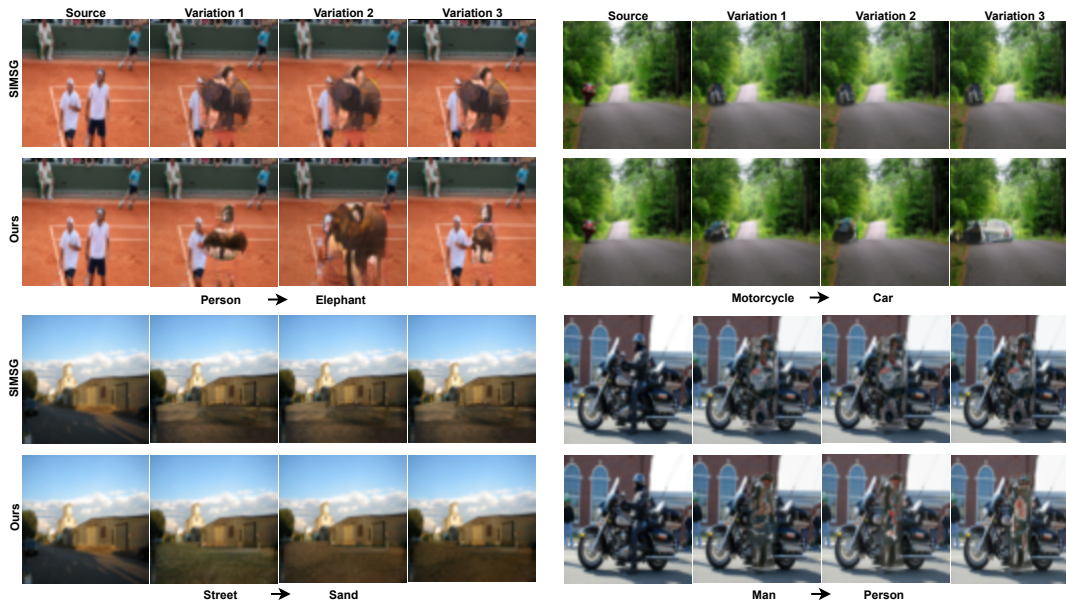 Source Variation 1 Variation 2 Variation 3
SIMSG
Ours
Person → Elephant
SIMSG
Ours
Street → Sand
Source Variation 1 Variation 2 Variation 3
Motorcycle → Car
Man → Person